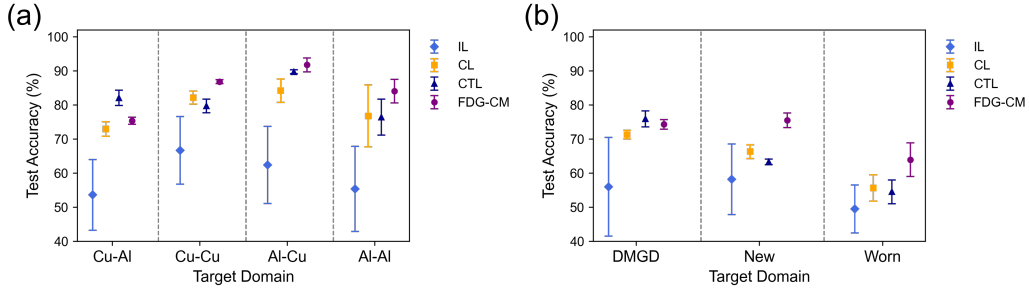 (a)
Test Accuracy (%)
100
90
80
70
60
50
40
Cu-Al
Cu-Cu
Al-Cu
Al-Al
Target Domain
IL
CL
CTL
FDG-CM
(b)
Test Accuracy (%)
100
90
80
70
60
50
40
DMGD
New
Worn
Target Domain
IL
CL
CTL
FDG-CM